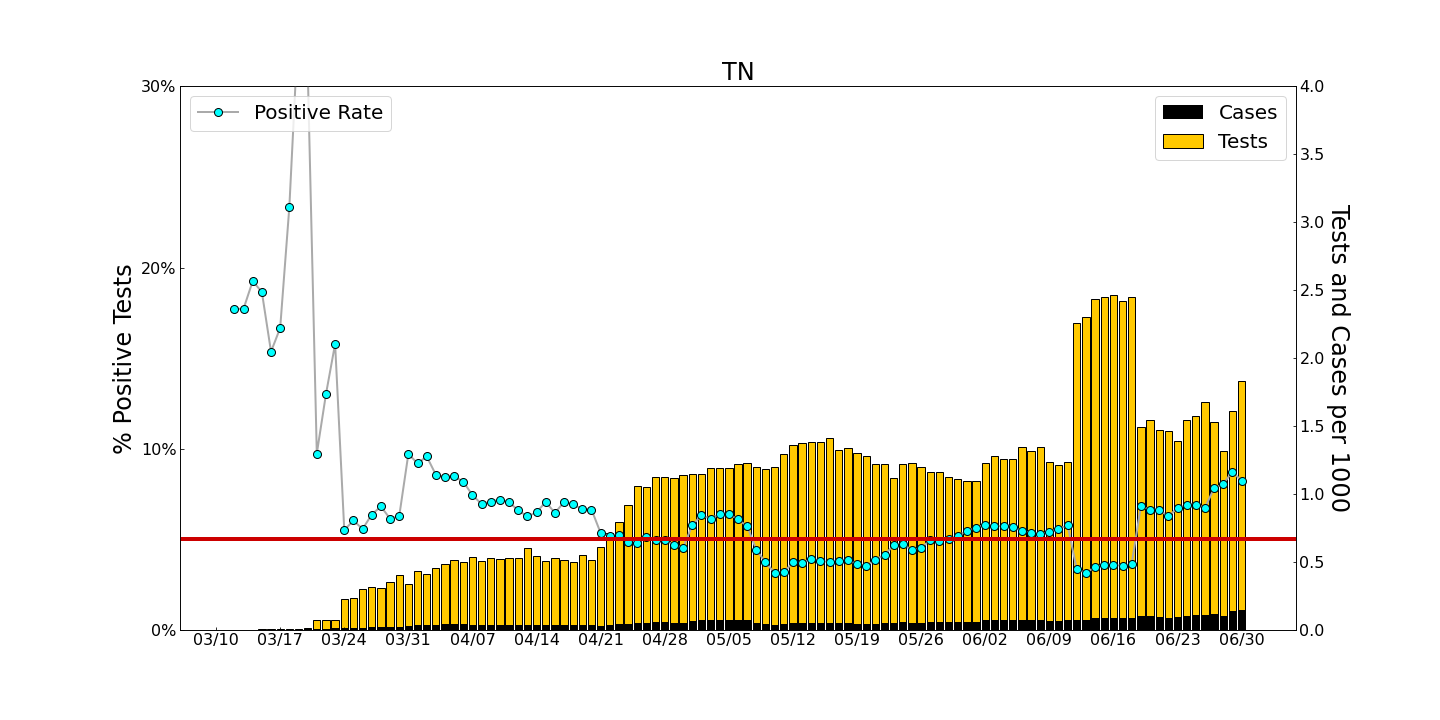 TN
30%
20%
10%
0%
% Positive Tests
Positive Rate
Cases
Tests
4.0
3.5
3.0
2.5
2.0
1.5
1.0
0.5
0.0
Tests and Cases per 1000
03/10 03/17 03/24 03/31 04/07 04/14 04/21 04/28 05/05 05/12 05/19 05/26 06/02 06/09 06/16 06/23 06/30